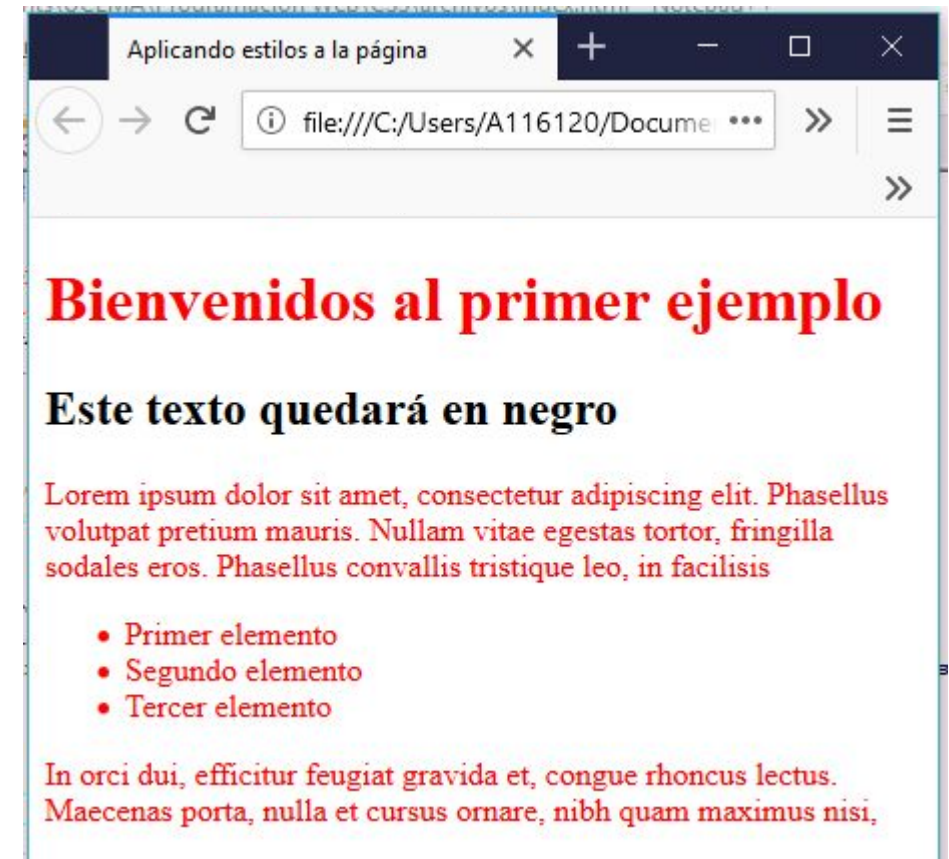 Aplicando estilos a la página
file:///C:/Users/A116120/Docume
Bienvenidos al primer ejemplo
Este texto quedará en negro
Lorem ipsum dolor sit amet, consectetur adipiscing elit. Phasellus
volutpat pretium mauris. Nullam vitae egestas tortor, fringilla
sodales eros. Phasellus convallis tristique leo, in facilisis
• Primer elemento
• Segundo elemento
• Tercer elemento
In orci dui, efficitur feugiat gravida et, congue rhoncus lectus.
Maecenas porta, nulla et cursus ornare, nibh quam maximus nisi,